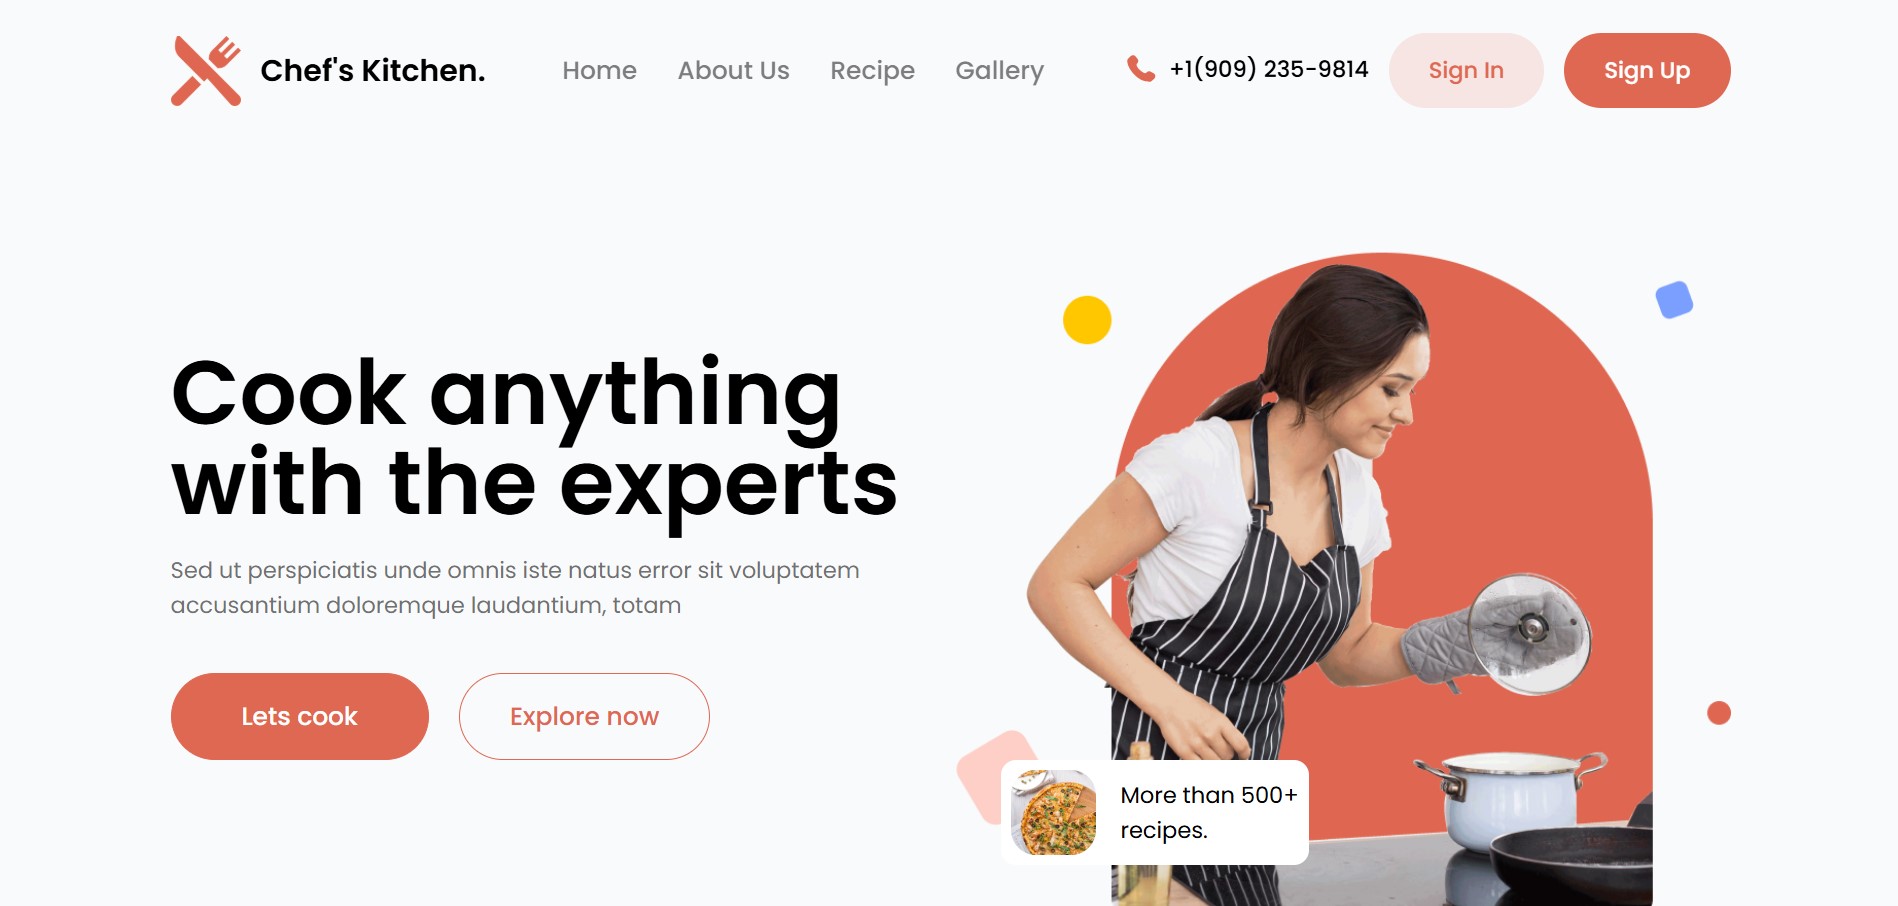 Chef's Kitchen.
Home
About Us
Recipe
Gallery
+1(909) 235-9814
Sign In
Sign Up
Cook anything
with the experts
Sed ut perspiciatis unde omnis iste natus error sit voluptatem
accusantium doloremque laudantium, totam
Lets cook
Explore now
More than 500+
recipes.